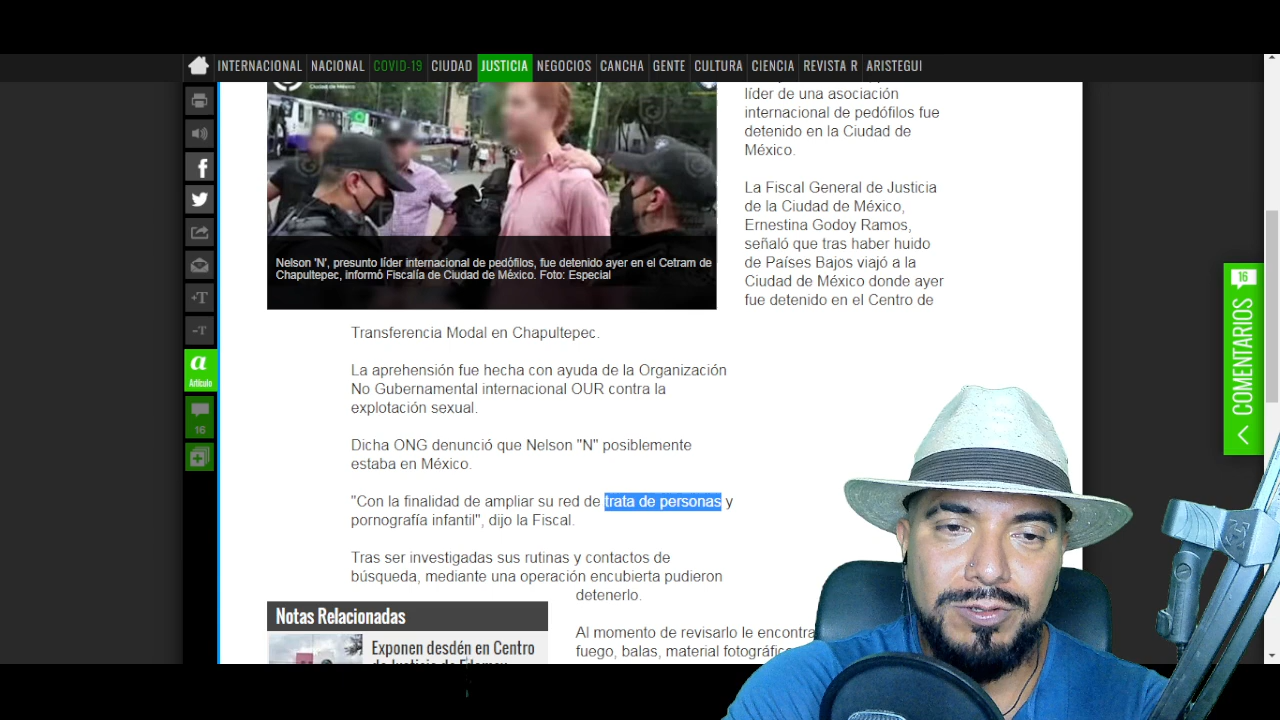 INTERNACIONAL NACIONAL COVID-19 CIUDAD JUSTICIA NEGOCIOS CANCHA GENTE CULTURA CIENCIA REVISTA R ARISTEGUI
Ciudad de México
Nelson 'N', presunto líder internacional de pedófilos, fue detenido ayer en el Cetram de
Chapultepec, informó Fiscalía de Ciudad de México. Foto: Especial
líder de una asociación
internacional de pedófilos fue
detenido en la Ciudad de
México.
La Fiscal General de Justicia
de la Ciudad de México,
Ernestina Godoy Ramos,
señaló que tras haber huido
de Países Bajos viajó a la
Ciudad de México donde ayer
fue detenido en el Centro de
Transferencia Modal en Chapultepec.
La aprehensión fue hecha con ayuda de la Organización
No Gubernamental internacional OUR contra la
explotación sexual.
Dicha ONG denunció que Nelson "N" posiblemente
estaba en México.
"Con la finalidad de ampliar su red de trata de personas y
pornografía infantil", dijo la Fiscal.
Tras ser investigadas sus rutinas y contactos de
búsqueda, mediante una operación encubierta pudieron
detenerlo.
Al momento de revisarlo le encontra
fuego, balas, material fotográfic
Notas Relacionadas
Exponen desdén en Centro
+T
-T
a
Artículo
16
16
COMENTARIOS